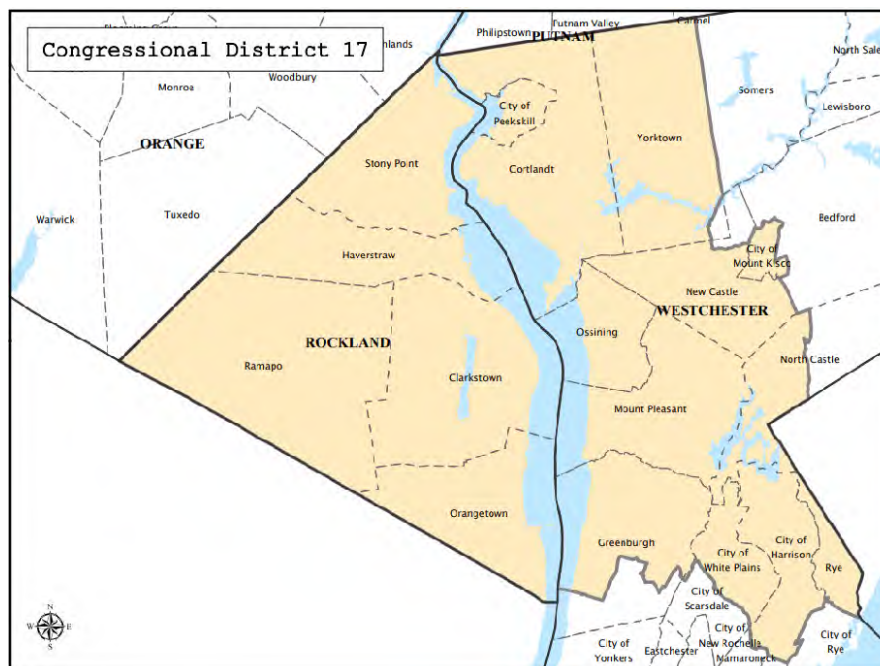 Congressional District 17
Philipstown
Putnam Valley
Carmel
PUTNAM
North Sale
Woodbury
Monroe
Somers
Lewisboro
City of
Peekskill
ORANGE
Yorktown
Stony Point
Cortlandt
Warwick
Tuxedo
Bedford
City of
Mount Kisco
Haverstraw
New Castle
WESTCHESTER
Ossining
ROCKLAND
Ramapo
North Castle
Clarkstown
Mount Pleasant
Orangetown
Greenburgh
City of
Harrison
City of
White Plains
Rye
City of
Scarsdale
City of
New Rochelle
Mamaroneck
City of
Rye
City of
Yonkers
Eastchester
N
W
E
S